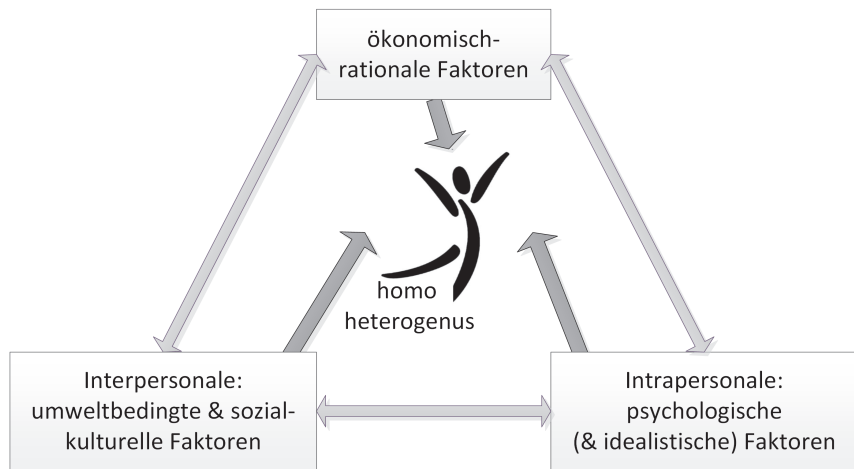 ökonomisch-
rationale Faktoren
homo
heterogenus
Interpersonale:
umweltbedingte & sozial-
kulturelle Faktoren
Intrapersonale:
psychologische
(& idealistische) Faktoren